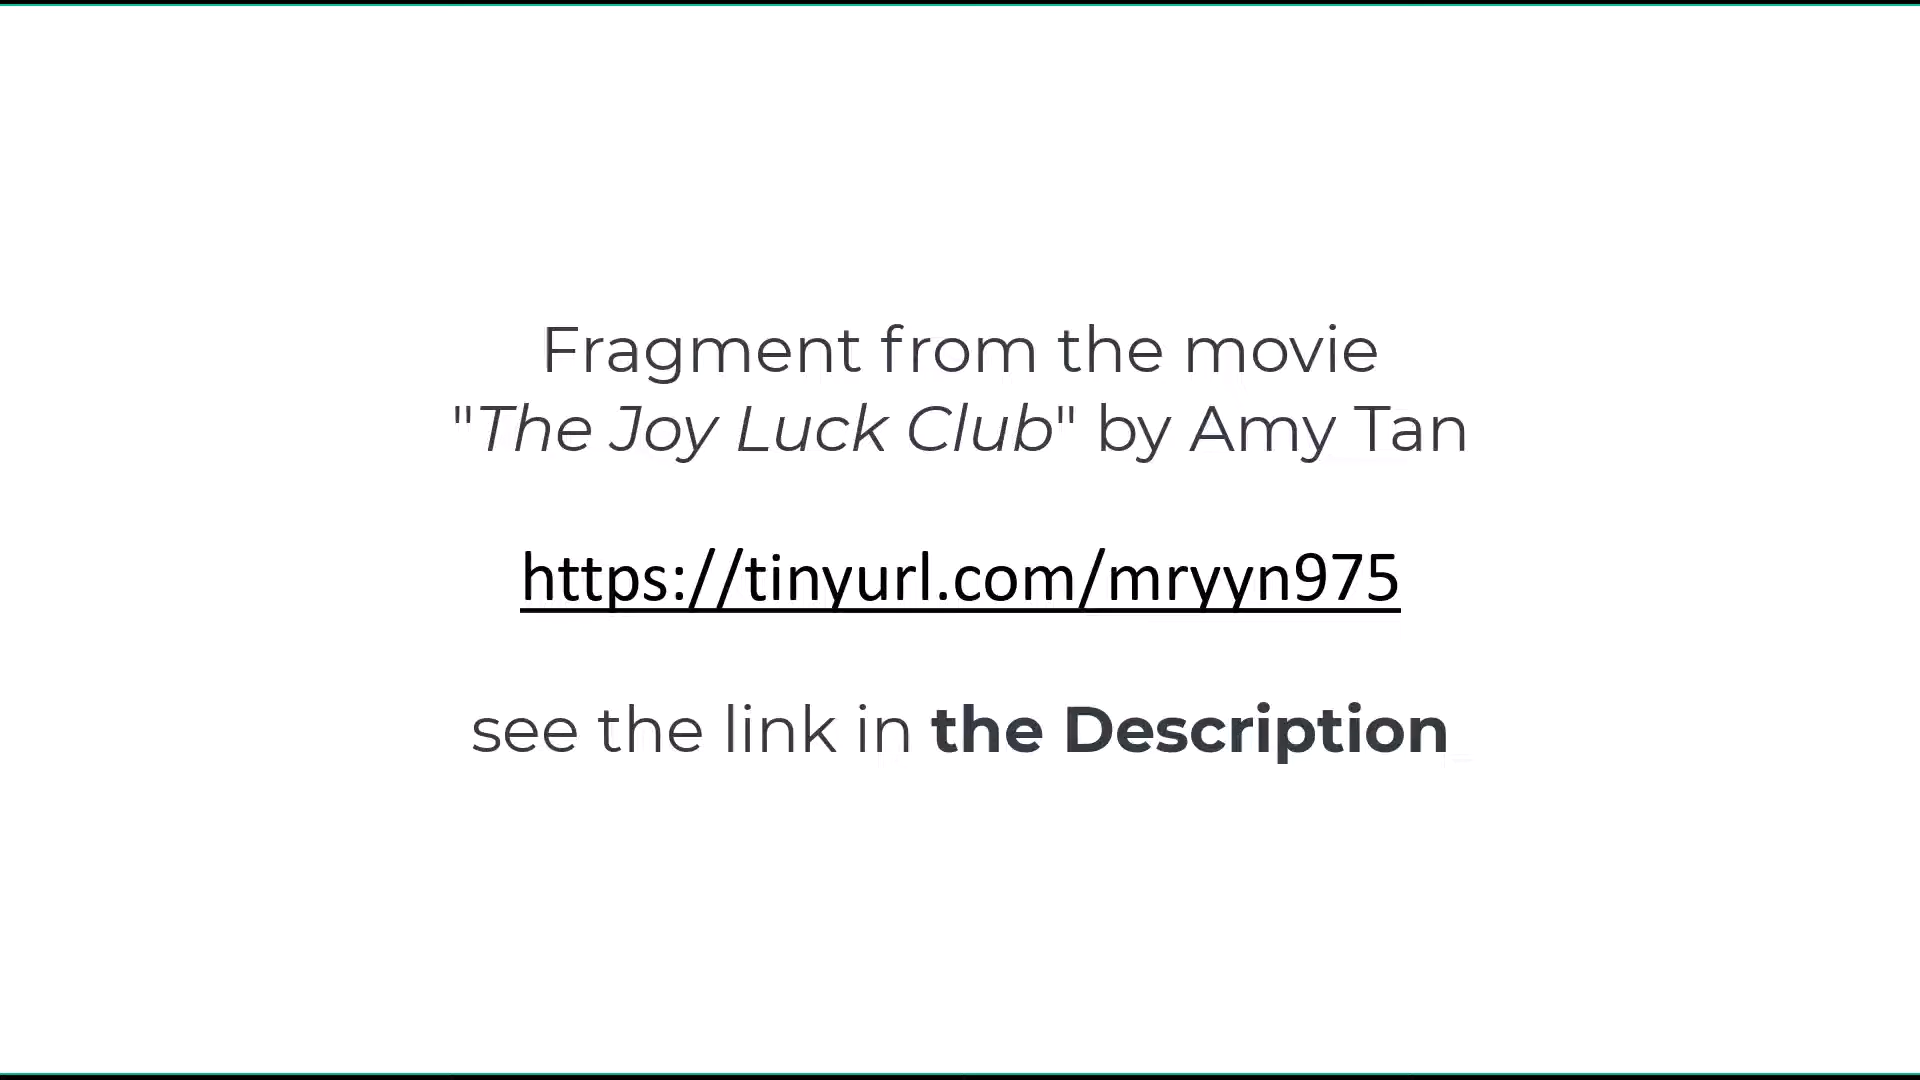 Fragment from the movie
"The Joy Luck Club" by Amy Tan
https://tinyurl.com/mryyn975
see the link in the Description